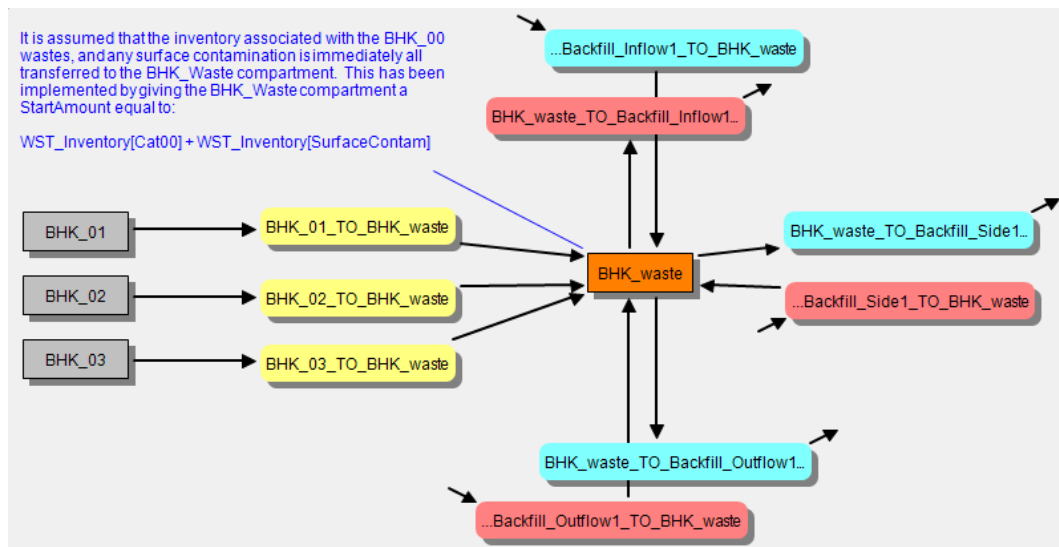 It is assumed that the inventory associated with the BHK_00
wastes, and any surface contamination is immediately all
transferred to the BHK_Waste compartment.  This has been
implemented by giving the BHK_Waste compartment a
StartAmount equal to:
WST_Inventory[Cat00] + WST_Inventory[SurfaceContam]
...Backfill_Inflow1_TO_BHK_waste
BHK_waste_TO_Backfill_Inflow1...
BHK_01
BHK_01_TO_BHK_waste
BHK_waste_TO_Backfill_Side1...
BHK_waste
BHK_02
BHK_02_TO_BHK_waste
...Backfill_Side1_TO_BHK_waste
BHK_03
BHK_03_TO_BHK_waste
BHK_waste_TO_Backfill_Outflow1...
...Backfill_Outflow1_TO_BHK_waste